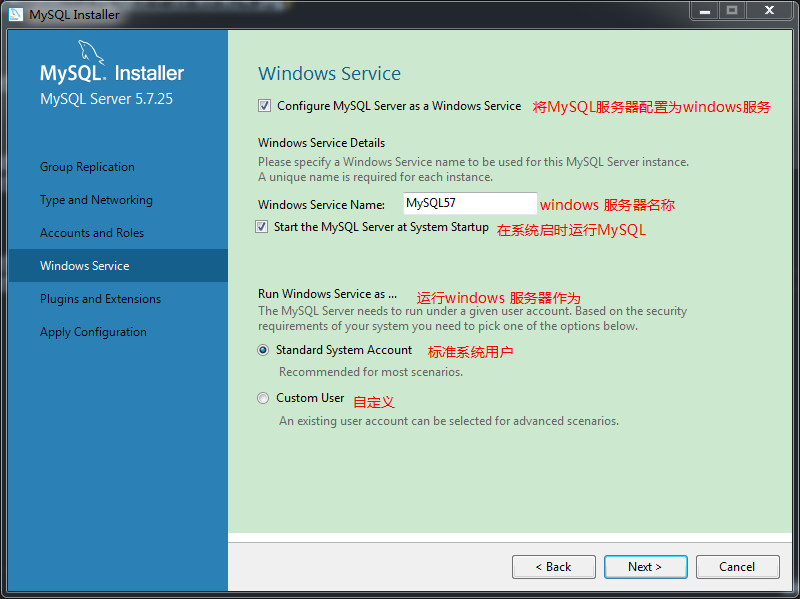 MySQL Installer
MySQL. Installer
MySQL Server 5.7.25
Group Replication
Type and Networking
Accounts and Roles
Windows Service
Plugins and Extensions
Apply Configuration
Windows Service
Configure MySQL Server as a Windows Service 将MySQL服务器配置为windows服务
Windows Service Details
Please specify a Windows Service name to be used for this MySQL Server instance.
A unique name is required for each instance.
Windows Service Name: MySQL57 windows 服务器名称
Start the MySQL Server at System Startup 在系统启时运行MySQL
Run Windows Service as ... 运行windows 服务器作为
The MySQL Server needs to run under a given user account. Based on the security
requirements of your system you need to pick one of the options below.
Standard System Account 标准系统用户
Recommended for most scenarios.
Custom User 自定义
An existing user account can be selected for advanced scenarios.
< Back Next > Cancel